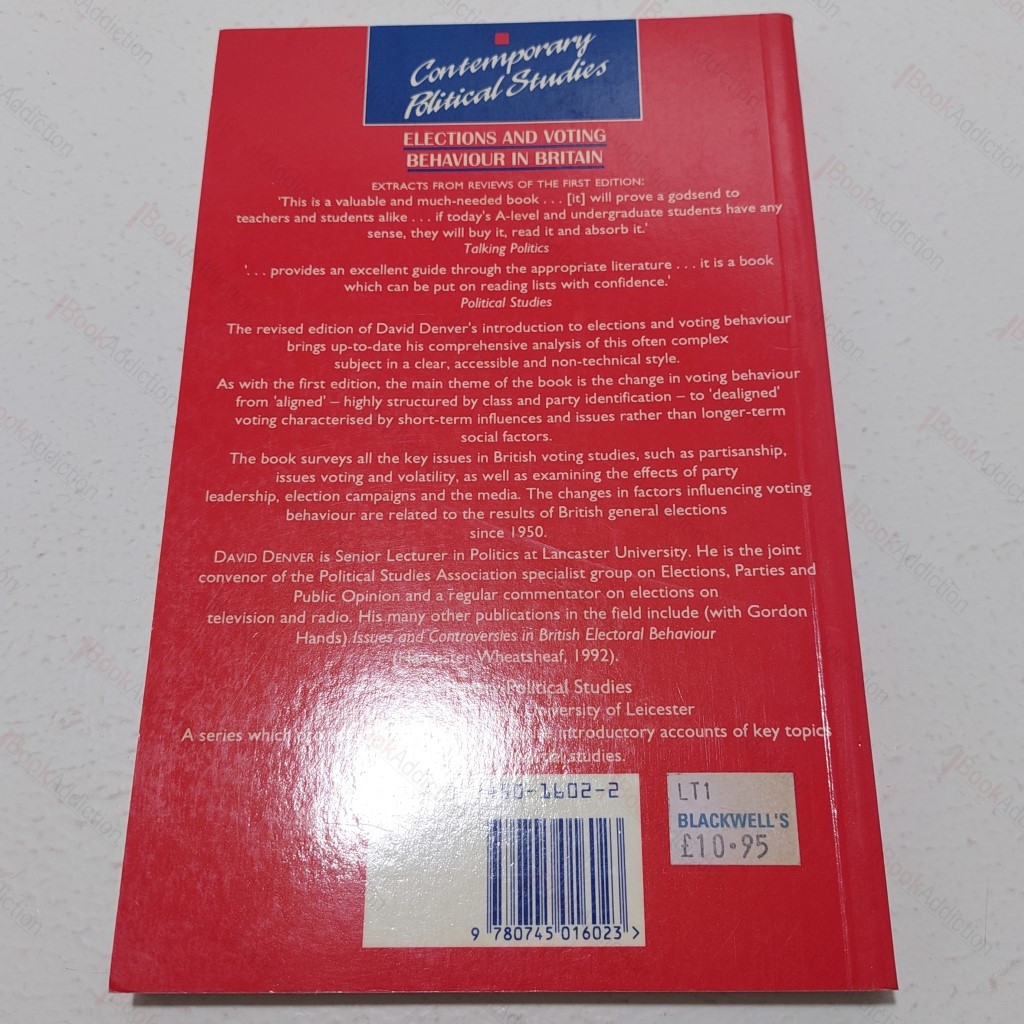 Contemporary
Political Studies
ELECTIONS AND VOTING
BEHAVIOUR IN BRITAIN
EXTRACTS FROM REVIEWS OF THE FIRST EDITION:
'This is a valuable and much-needed book . . . [it] will prove a godsend to
teachers and students alike . . . if today's A-level and undergraduate students have any
sense, they will buy it, read it and absorb it.'
Talking Politics
'. . . provides an excellent guide through the appropriate literature . . . it is a book
which can be put on reading lists with confidence.'
Political Studies
The revised edition of David Denver's introduction to elections and voting behaviour
brings up-to-date his comprehensive analysis of this often complex
subject in a clear, accessible and non-technical style.
As with the first edition, the main theme of the book is the change in voting behaviour
from 'aligned' – highly structured by class and party identification – to 'dealigned'
voting characterised by short-term influences and issues rather than longer-term
social factors.
The book surveys all the key issues in British voting studies, such as partisanship,
issues voting and volatility, as well as examining the effects of party
leadership, election campaigns and the media. The changes in factors influencing voting
behaviour are related to the results of British general elections
since 1950.
DAVID DENVER is Senior Lecturer in Politics at Lancaster University. He is the joint
convenor of the Political Studies Association specialist group on Elections, Parties and
Public Opinion and a regular commentator on elections on
television and radio. His many other publications in the field include (with Gordon
Hands) Issues and Controversies in British Electoral Behaviour
(Harvester Wheatsheaf, 1992).
Political Studies
University of Leicester
A series which introductory accounts of key topics
studies.
-1602-2
9 780745 016023 >
LT1
BLACKWELL'S
£10·95
BookAddiction